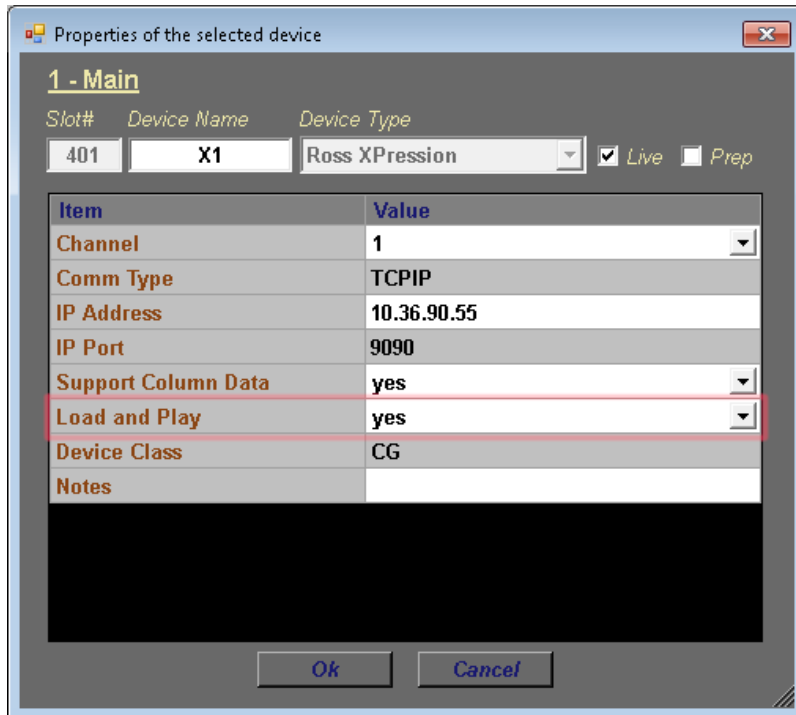 Properties of the selected device
1 - Main
Slot# Device Name Device Type
401 X1 Ross XPression Live Prep
Item Value
Channel 1
Comm Type TCPIP
IP Address 10.36.90.55
IP Port 9090
Support Column Data yes
Load and Play yes
Device Class CG
Notes
Ok Cancel